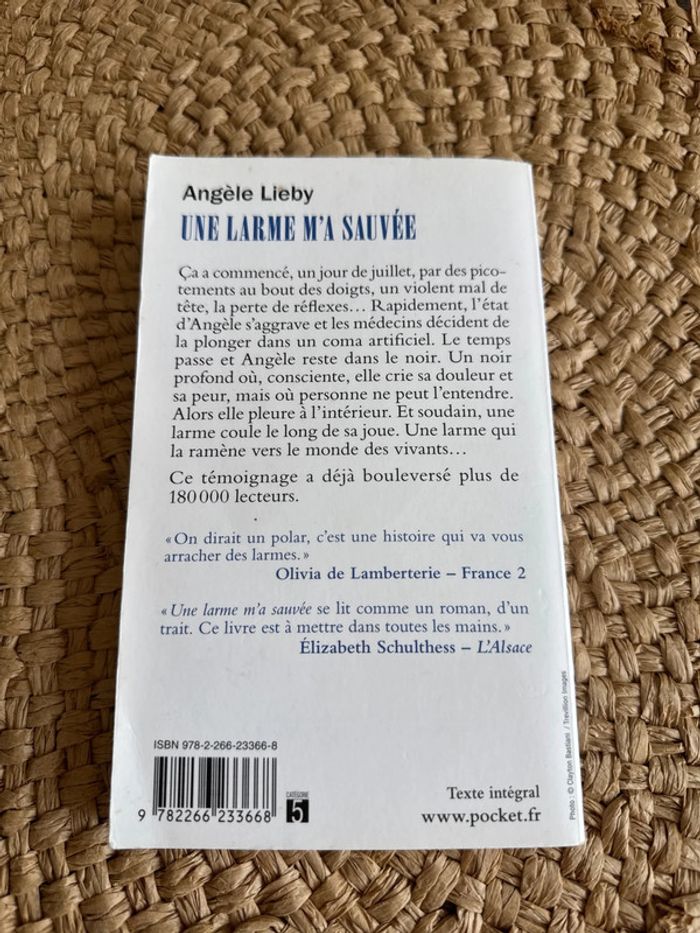 Angèle Lieby
UNE LARME M'A SAUVÉE
Ça a commencé, un jour de juillet, par des pico-
tements au bout des doigts, un violent mal de
tête, la perte de réflexes… Rapidement, l'état
d'Angèle s'aggrave et les médecins décident de
la plonger dans un coma artificiel. Le temps
passe et Angèle reste dans le noir. Un noir
profond où, consciente, elle crie sa douleur et
sa peur, mais où personne ne peut l'entendre.
Alors elle pleure à l'intérieur. Et soudain, une
larme coule le long de sa joue. Une larme qui
la ramène vers le monde des vivants…
Ce témoignage a déjà bouleversé plus de
180 000 lecteurs.
« On dirait un polar, c'est une histoire qui va vous
arracher des larmes. »
Olivia de Lamberterie – France 2
« Une larme m'a sauvée se lit comme un roman, d'un
trait. Ce livre est à mettre dans toutes les mains. »
Élizabeth Schulthess – L'Alsace
ISBN 978-2-266-23366-8
9 782266 233668
CATÉGORIE
5
Texte intégral
www.pocket.fr
Photo : © Clayton Bastiani / Trevillion Images